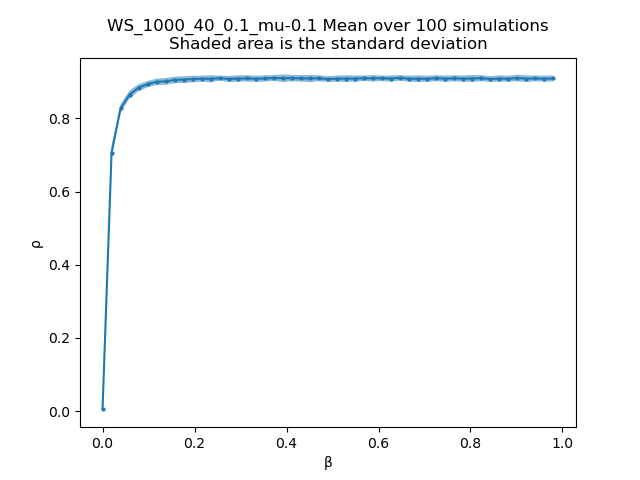 WS_1000_40_0.1_mu-0.1 Mean over 100 simulations
Shaded area is the standard deviation
0.8
0.6
0.4
0.2
0.0
ρ
0.0 0.2 0.4 0.6 0.8 1.0
β